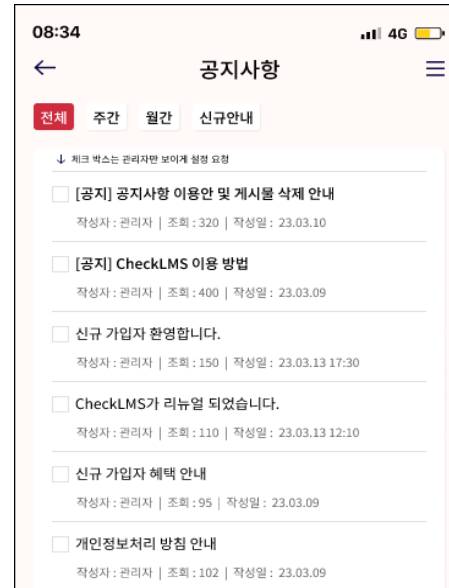 08:34 4G
공지사항
전체 주간 월간 신규안내
↓ 체크 박스는 관리자만 보이게 설정 요청
[공지] 공지사항 이용안 및 게시물 삭제 안내
작성자 : 관리자 | 조회 : 320 | 작성일 : 23.03.10
[공지] CheckLMS 이용 방법
작성자 : 관리자 | 조회 : 400 | 작성일 : 23.03.09
신규 가입자 환영합니다.
작성자 : 관리자 | 조회 : 150 | 작성일 : 23.03.13 17:30
CheckLMS가 리뉴얼 되었습니다.
작성자 : 관리자 | 조회 : 110 | 작성일 : 23.03.13 12:10
신규 가입자 혜택 안내
작성자 : 관리자 | 조회 : 95 | 작성일 : 23.03.09
개인정보처리 방침 안내
작성자 : 관리자 | 조회 : 102 | 작성일 : 23.03.09